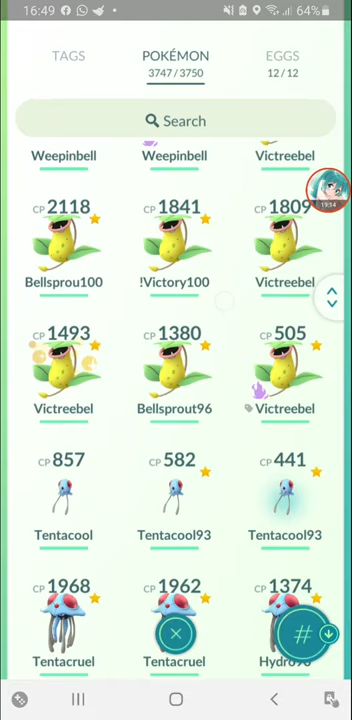 16:49 64%
TAGS POKÉMON EGGS
3747 / 3750 12 / 12
Search
Weepinbell Weepinbell Victreebel
19:14
CP 2118 CP 1841 CP 1809
Bellsprou100 !Victory100 Victreebel
CP 1493 CP 1380 CP 505
Victreebel Bellsprout96 Victreebel
CP 857 CP 582 CP 441
Tentacool Tentacool93 Tentacool93
CP 1968 CP 1962 CP 1374
Tentacruel Tentacruel